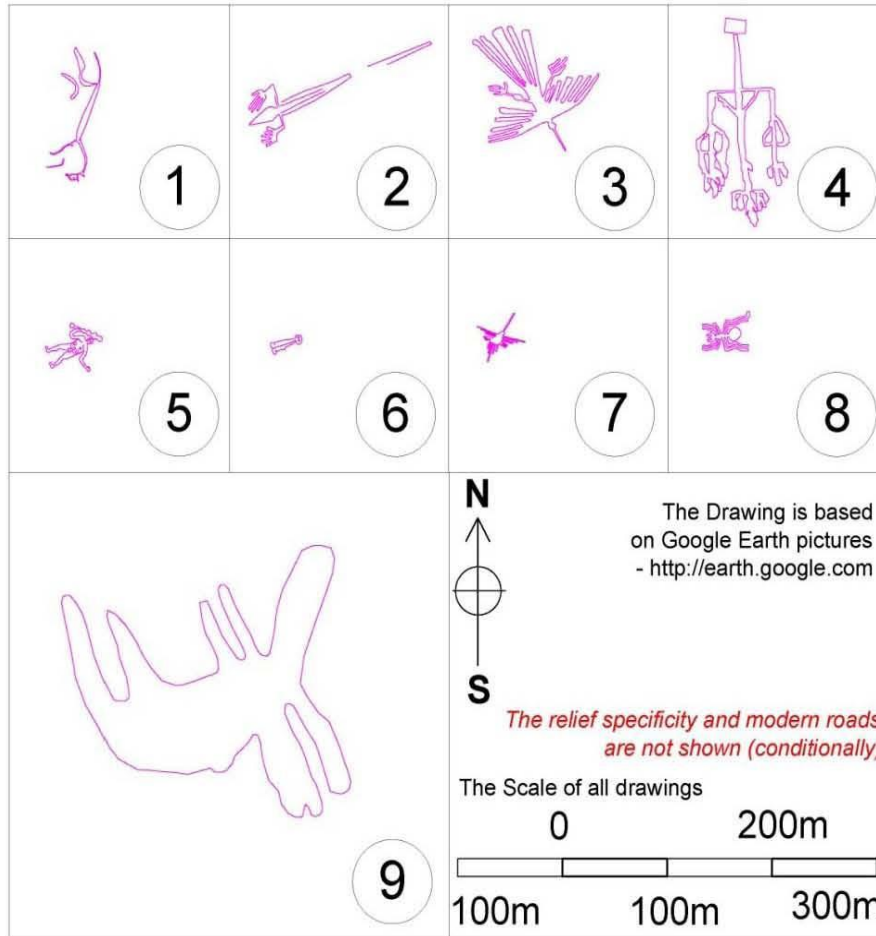 1
2
3
4
5
6
7
8
9
N
S
The Drawing is based
on Google Earth pictures
- http://earth.google.com
The relief specificity and modern roads
are not shown (conditionally)
The Scale of all drawings
0 200m
100m 100m 300m